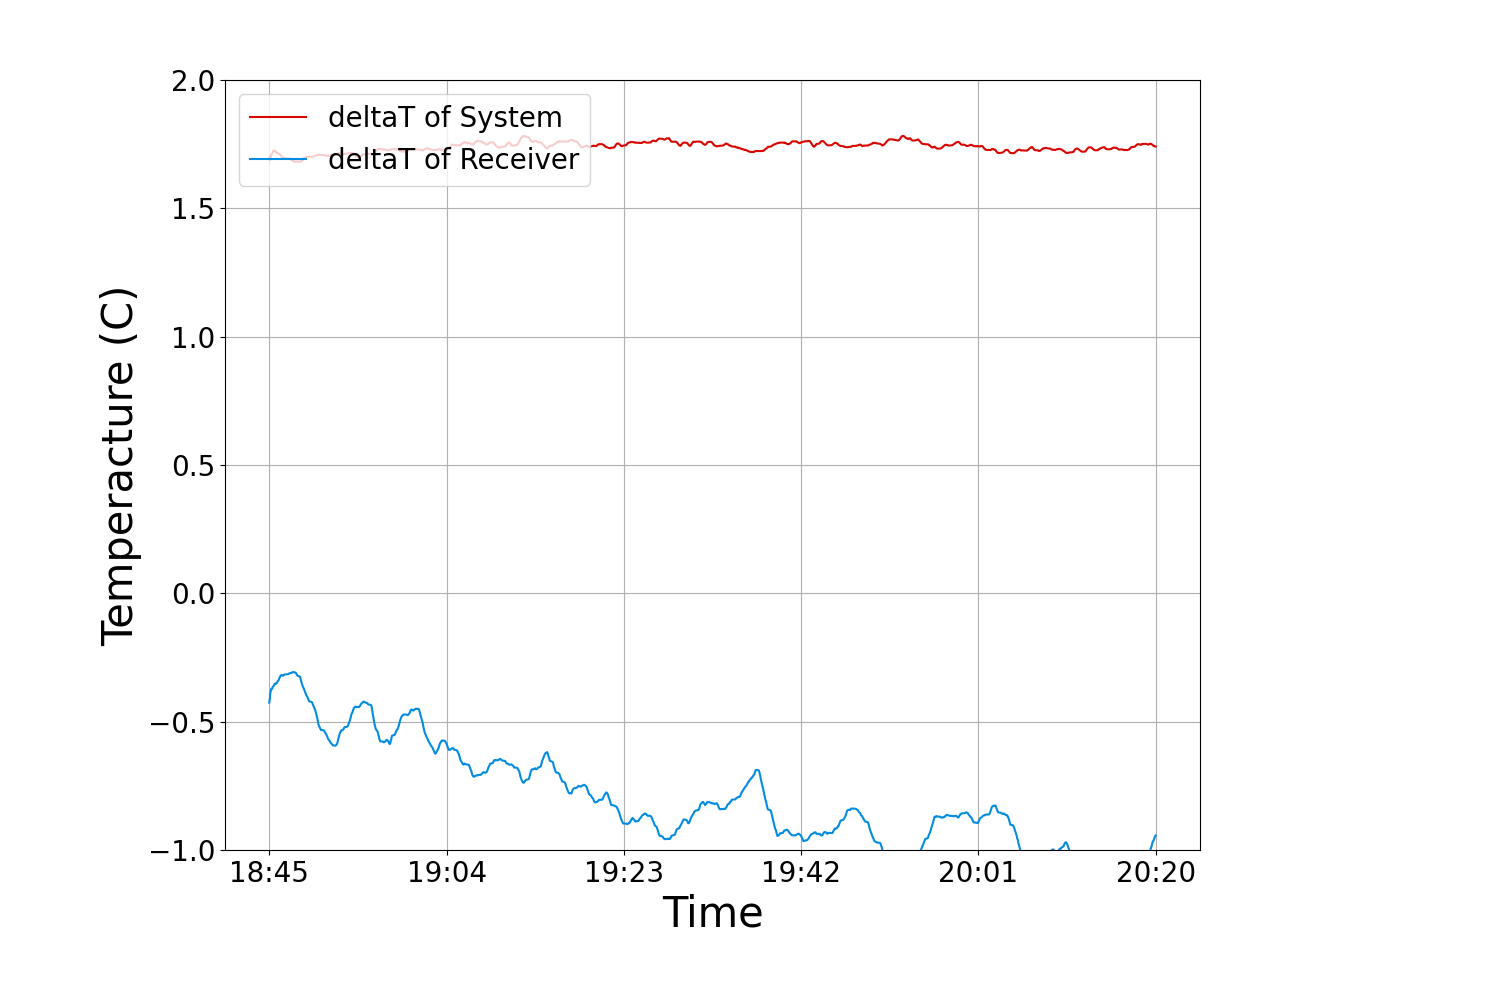 2.0
1.5
1.0
0.5
0.0
−0.5
−1.0
deltaT of System
deltaT of Receiver
Temperacture (C)
18:45 19:04 19:23 19:42 20:01 20:20
Time